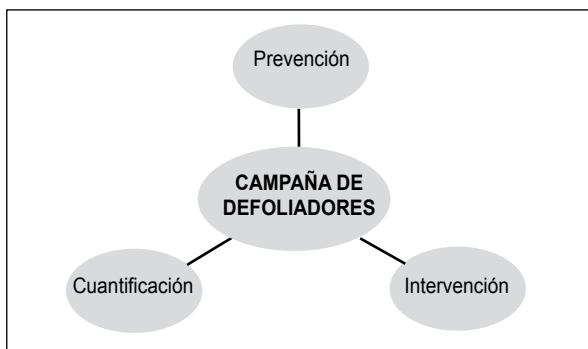 Prevención
CAMPAÑA DE
DEFOLIADORES
Cuantificación
Intervención